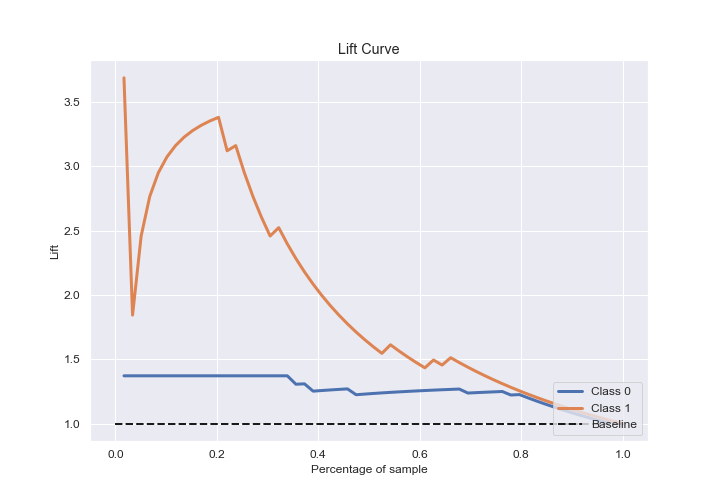 Lift Curve
3.5
3.0
2.5
2.0
1.5
1.0
Lift
0.0 0.2 0.4 0.6 0.8 1.0
Percentage of sample
Class 0
Class 1
Baseline